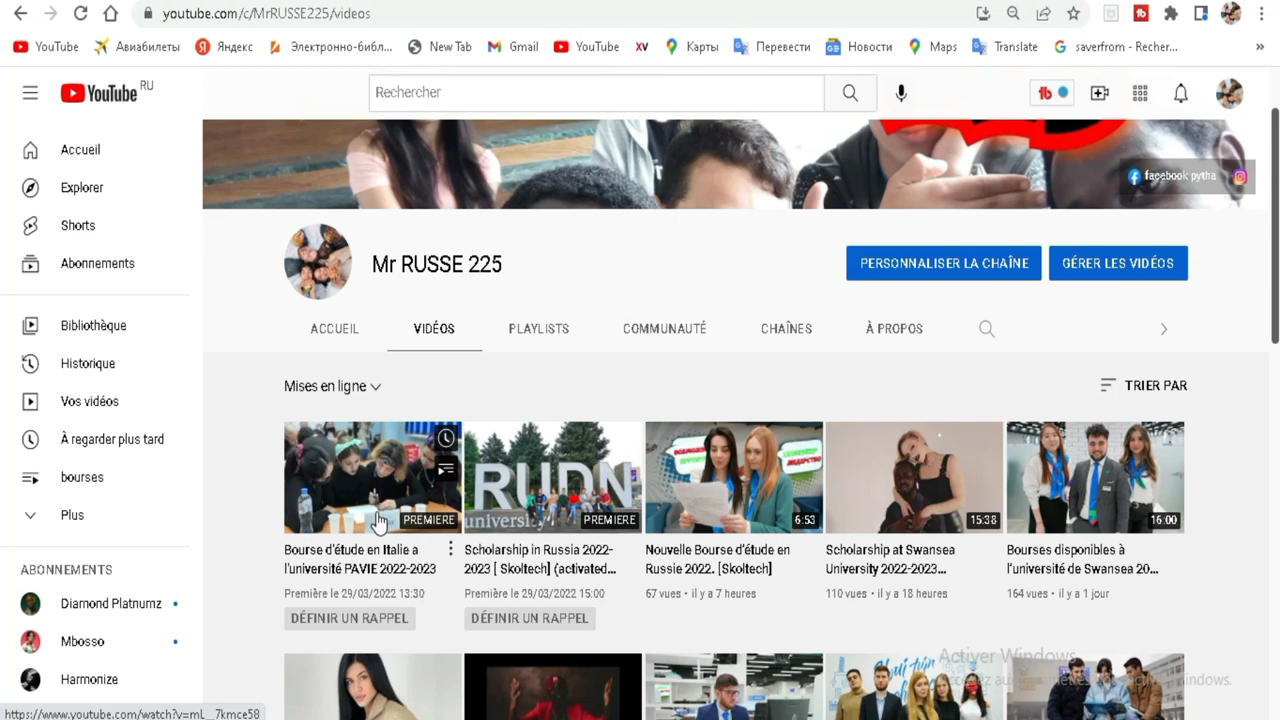 youtube.com/c/MrRUSSE225/videos
YouTube
Авиабилеты
Яндекс
Электронно-библ...
New Tab
Gmail
YouTube
XV
Карты
Перевести
Новости
Maps
Translate
saverfrom - Recher...
»
YouTube RU
Rechercher
Accueil
Explorer
Shorts
Abonnements
Bibliothèque
Historique
Vos vidéos
À regarder plus tard
bourses
Plus
ABONNEMENTS
Diamond Platnumz
Mbosso
Harmonize
facebook pytha
Mr RUSSE 225
PERSONNALISER LA CHAÎNE
GÉRER LES VIDÉOS
ACCUEIL
VIDÉOS
PLAYLISTS
COMMUNAUTÉ
CHAÎNES
À PROPOS
Mises en ligne
TRIER PAR
PREMIERE
Bourse d'étude en Italie a
l'université PAVIE 2022-2023
Première le 29/03/2022 13:30
DÉFINIR UN RAPPEL
RUDN
university
PREMIERE
Scholarship in Russia 2022-
2023 [ Skoltech] (activated...
Première le 29/03/2022 15:00
DÉFINIR UN RAPPEL
ЛИДЕРСТВО
6:53
Nouvelle Bourse d'étude en
Russie 2022. [Skoltech]
67 vues • il y a 7 heures
15:38
Scholarship at Swansea
University 2022-2023...
110 vues • il y a 18 heures
16:00
Bourses disponibles à
l'université de Swansea 20...
164 vues • il y a 1 jour
Activer Windows
https://www.youtube.com/watch?v=mL__7kmce58